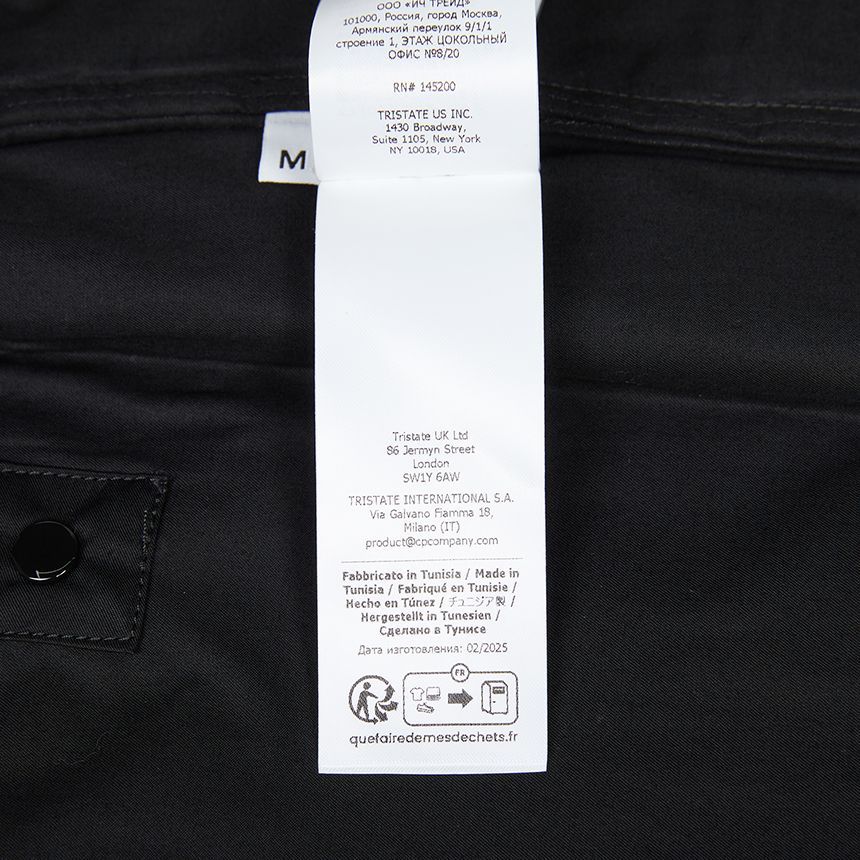 ООО «ИЧ ТРЕЙД»
101000, Россия, город Москва,
Армянский переулок 9/1/1
строение 1, ЭТАЖ ЦОКОЛЬНЫЙ
ОФИС №8/20
RN# 145200
TRISTATE US INC.
1430 Broadway,
Suite 1105, New York
NY 10018, USA
M
Tristate UK Ltd
86 Jermyn Street
London
SW1Y 6AW
TRISTATE INTERNATIONAL S.A.
Via Galvano Fiamma 18,
Milano (IT)
product@cpcompany.com
Fabbricato in Tunisia / Made in
Tunisia / Fabriqué en Tunisie /
Hecho en Túnez / チュニジア製 /
Hergestellt in Tunesien /
Сделано в Тунисе
Дата изготовления: 02/2025
FR
quefairedemesdechets.fr